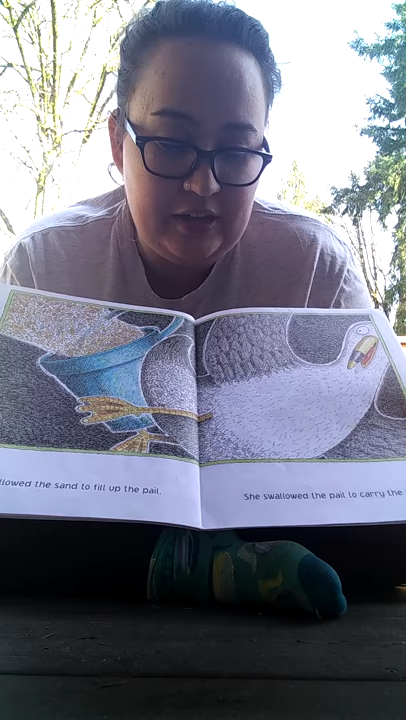 llowed the sand to fill up the pail.
She swallowed the pail to carry the